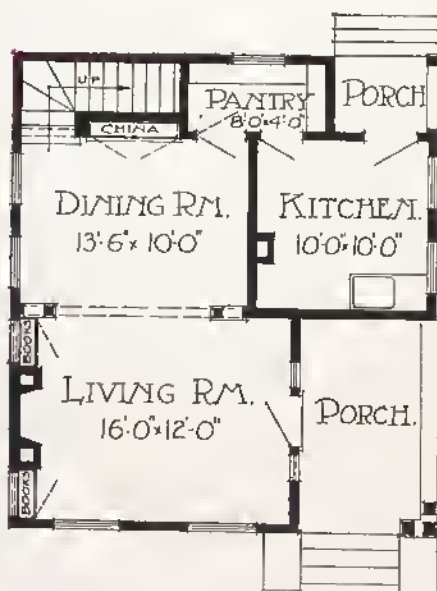 UP
CHINA
PANTRY
8'·0"x4'·0"
PORCH
DINING RM.
13'·6"x 10'·0"
KITCHEN.
10'·0"x10'·0"
BOOKS
LIVING RM.
16'·0"x12'·0"
PORCH.
BOOKS